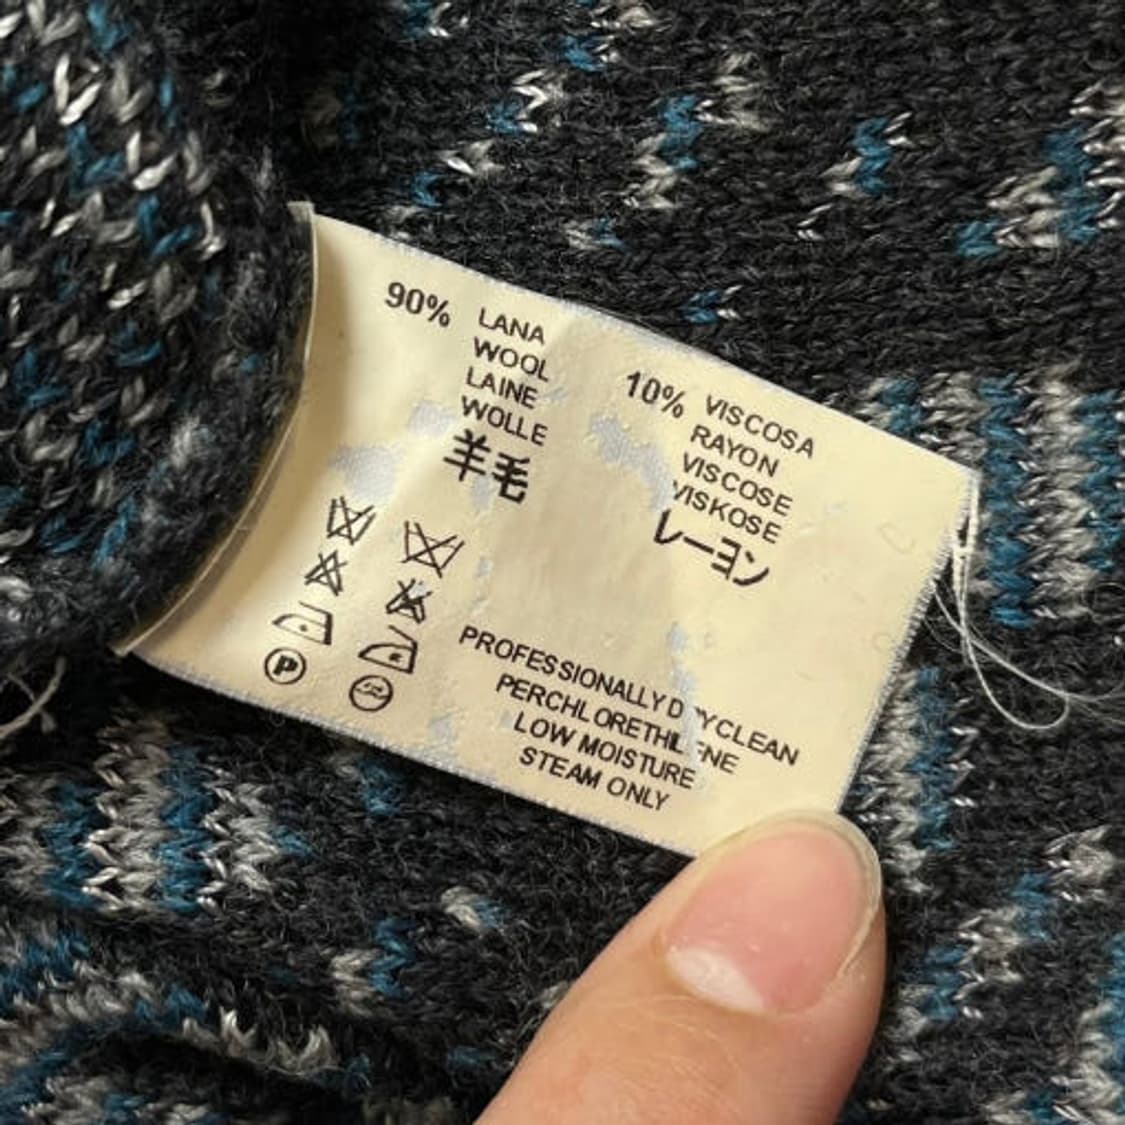 90% LANA
WOOL
LAINE
WOLLE
羊毛
10% VISCOSA
RAYON
VISCOSE
VISKOSE
レーヨン
P
PROFESSIONALLY DRYCLEAN
PERCHLORETHILENE
LOW MOISTURE
STEAM ONLY